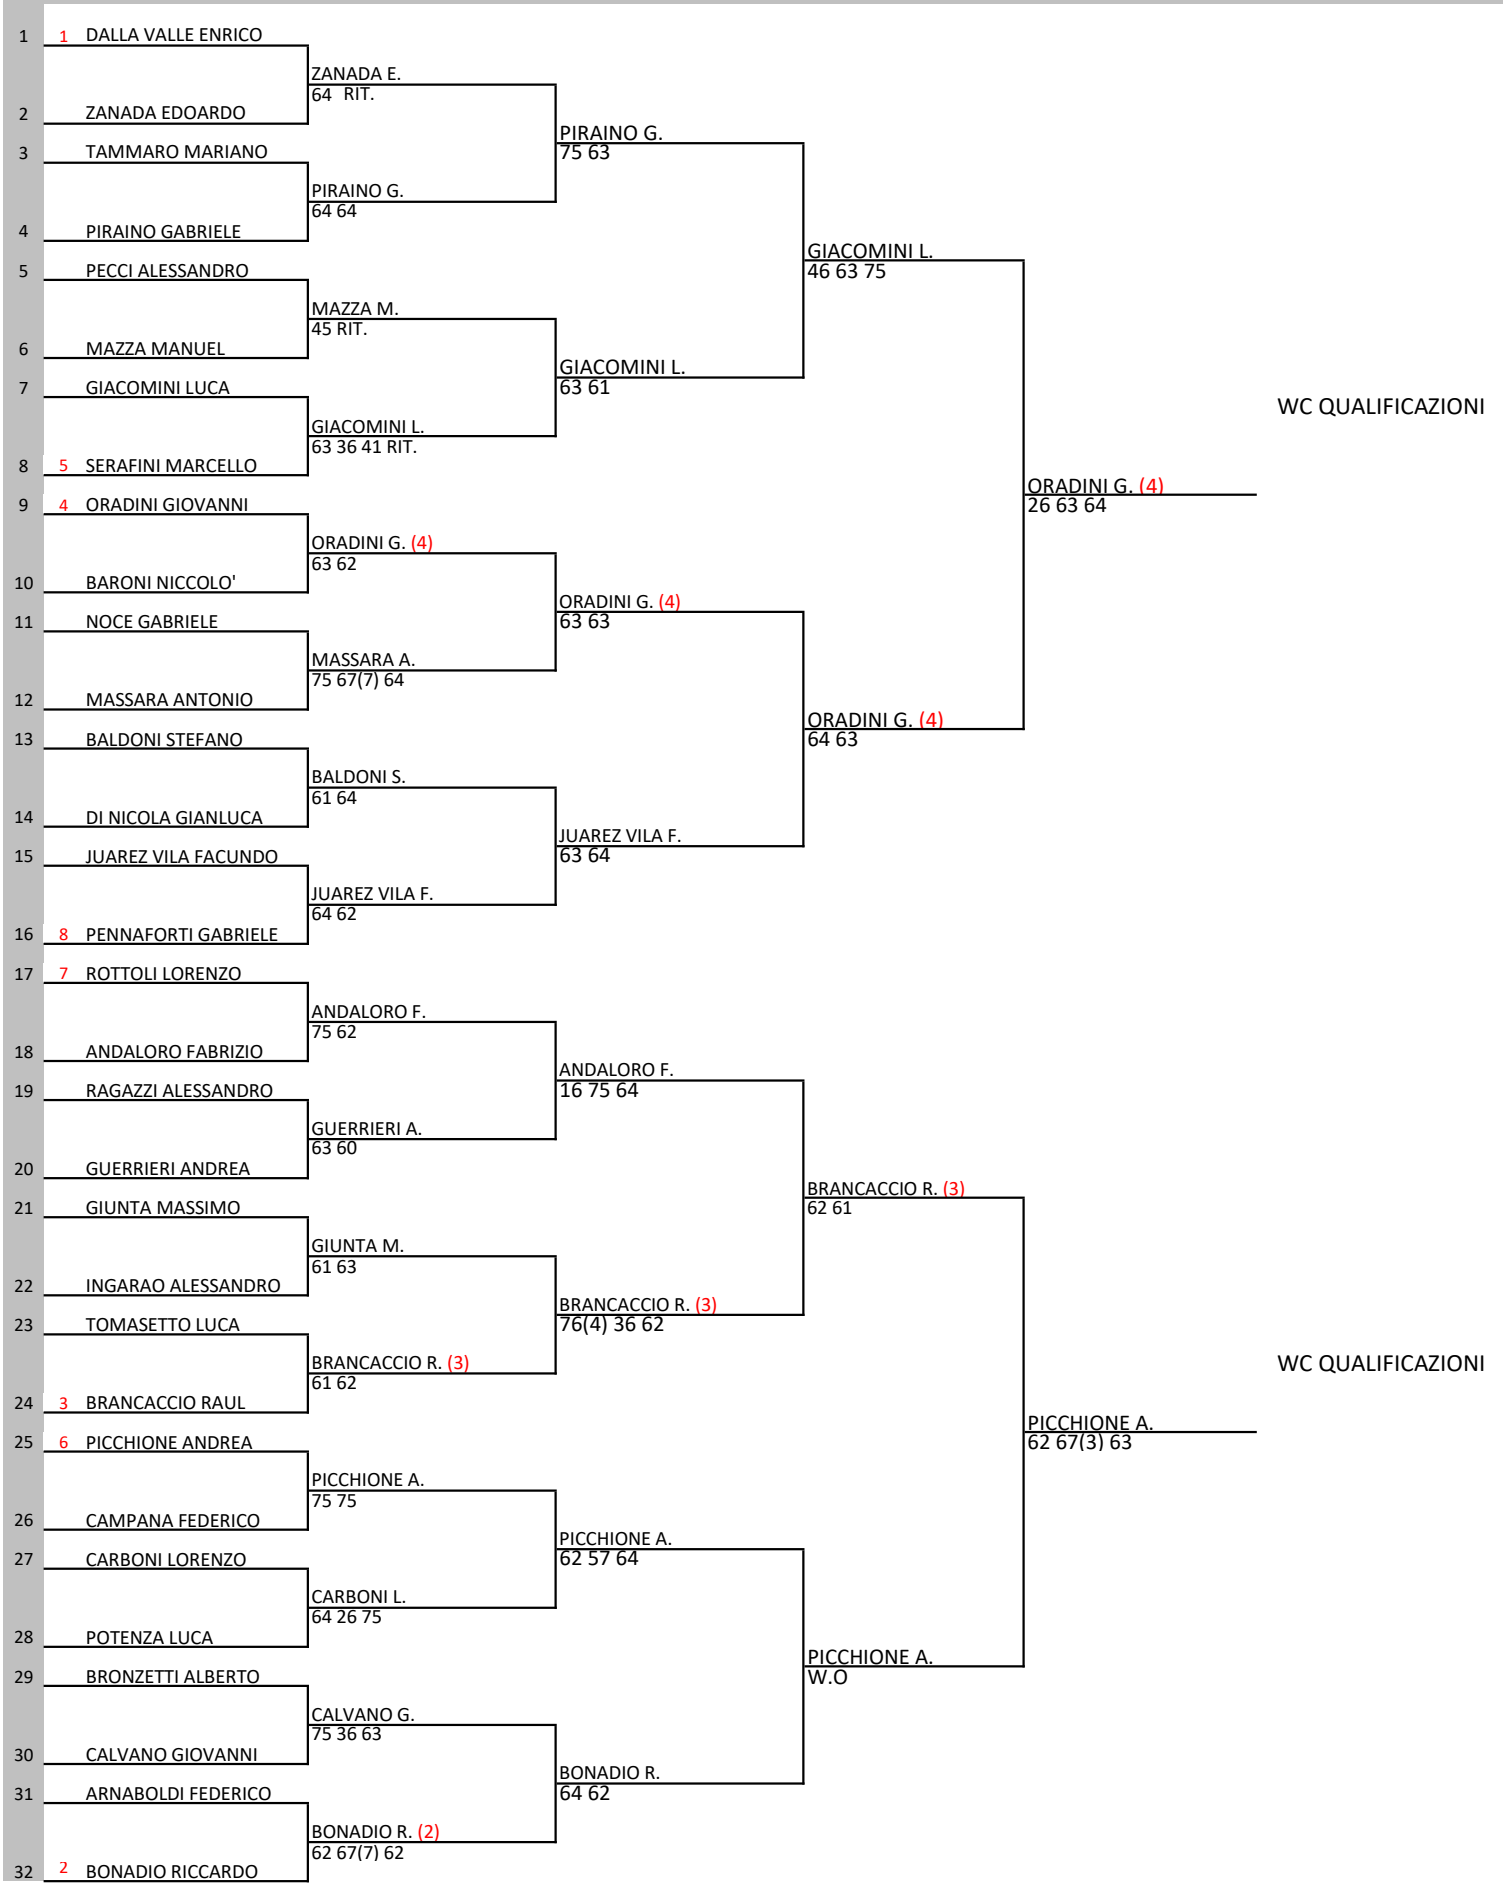 1 1 DALLA VALLE ENRICO
ZANADA E.
64 RIT.
2 ZANADA EDOARDO
PIRAINO G.
75 63
3 TAMMARO MARIANO
PIRAINO G.
64 64
4 PIRAINO GABRIELE
GIACOMINI L.
46 63 75
5 PECCI ALESSANDRO
MAZZA M.
45 RIT.
6 MAZZA MANUEL
GIACOMINI L.
63 61
7 GIACOMINI LUCA
WC QUALIFICAZIONI
GIACOMINI L.
63 36 41 RIT.
8 5 SERAFINI MARCELLO
ORADINI G. (4)
26 63 64
9 4 ORADINI GIOVANNI
ORADINI G. (4)
63 62
10 BARONI NICCOLO'
ORADINI G. (4)
63 63
11 NOCE GABRIELE
MASSARA A.
75 67(7) 64
12 MASSARA ANTONIO
ORADINI G. (4)
64 63
13 BALDONI STEFANO
BALDONI S.
61 64
14 DI NICOLA GIANLUCA
JUAREZ VILA F.
63 64
15 JUAREZ VILA FACUNDO
JUAREZ VILA F.
64 62
16 8 PENNAFORTI GABRIELE
17 7 ROTTOLI LORENZO
ANDALORO F.
75 62
18 ANDALORO FABRIZIO
ANDALORO F.
16 75 64
19 RAGAZZI ALESSANDRO
GUERRIERI A.
63 60
20 GUERRIERI ANDREA
BRANCACCIO R. (3)
62 61
21 GIUNTA MASSIMO
GIUNTA M.
61 63
22 INGARAO ALESSANDRO
BRANCACCIO R. (3)
76(4) 36 62
23 TOMASETTO LUCA
WC QUALIFICAZIONI
BRANCACCIO R. (3)
61 62
24 3 BRANCACCIO RAUL
PICCHIONE A.
62 67(3) 63
25 6 PICCHIONE ANDREA
PICCHIONE A.
75 75
26 CAMPANA FEDERICO
PICCHIONE A.
62 57 64
27 CARBONI LORENZO
CARBONI L.
64 26 75
28 POTENZA LUCA
PICCHIONE A.
W.O
29 BRONZETTI ALBERTO
CALVANO G.
75 36 63
30 CALVANO GIOVANNI
BONADIO R.
64 62
31 ARNABOLDI FEDERICO
BONADIO R. (2)
62 67(7) 62
32 2 BONADIO RICCARDO